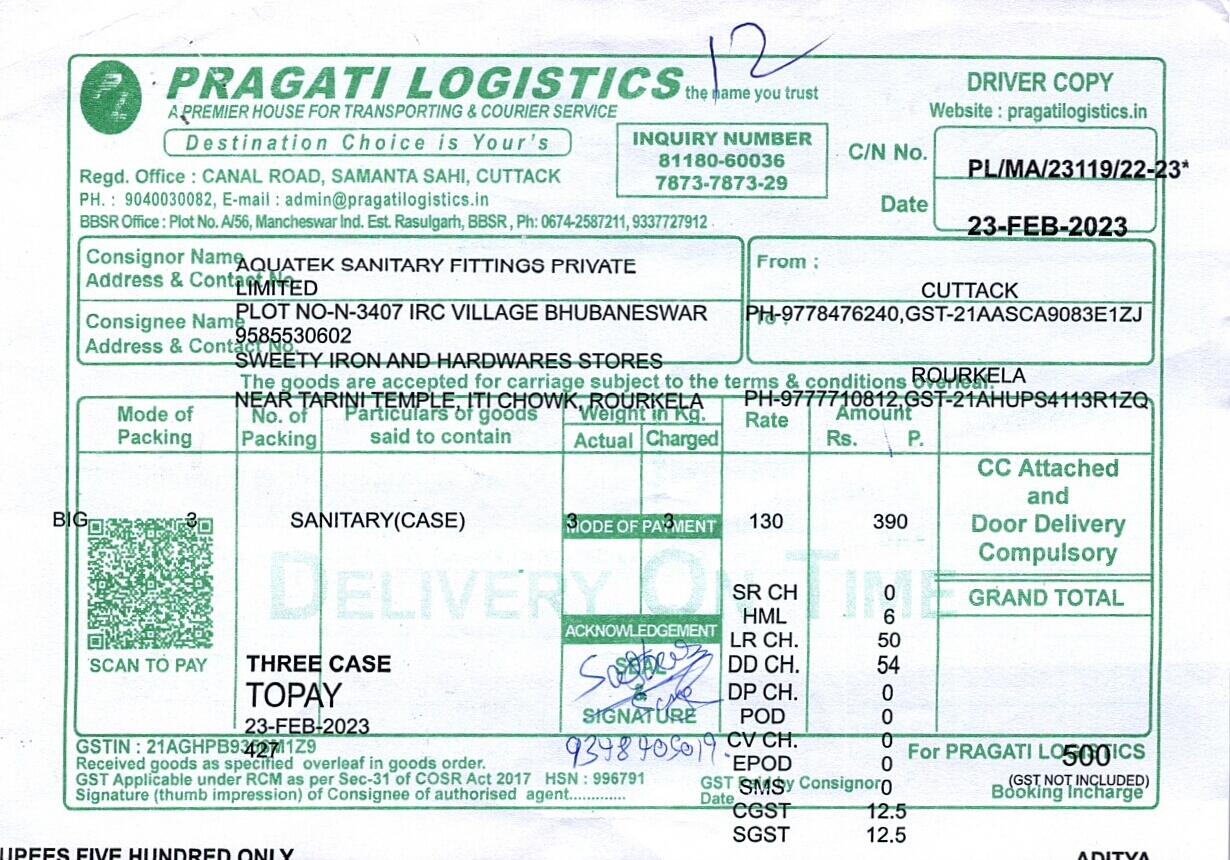 12
PRAGATI LOGISTICS the name you trust
A PREMIER HOUSE FOR TRANSPORTING & COURIER SERVICE
Destination Choice is Your's
DRIVER COPY
Website : pragatilogistics.in
INQUIRY NUMBER
81180-60036
7873-7873-29
C/N No.
PL/MA/23119/22-23*
Date
23-FEB-2023
Regd. Office : CANAL ROAD, SAMANTA SAHI, CUTTACK
PH. : 9040030082, E-mail : admin@pragatilogistics.in
BBSR Office : Plot No. A/56, Mancheswar Ind. Est. Rasulgarh, BBSR , Ph: 0674-2587211, 9337727912
Consignor Name
Address & Contact No.
AQUATEK SANITARY FITTINGS PRIVATE
LIMITED
PLOT NO-N-3407 IRC VILLAGE BHUBANESWAR
9585530602
From :
CUTTACK
PH-9778476240,GST-21AASCA9083E1ZJ
Consignee Name
Address & Contact No.
SWEETY IRON AND HARDWARES STORES
NEAR TARINI TEMPLE, ITI CHOWK, ROURKELA
To :
ROURKELA
PH-9777710812,GST-21AHUPS4113R1ZQ
The goods are accepted for carriage subject to the terms & conditions overleaf.
Mode of Packing
No. of Packing
Particulars of goods said to contain
Weight in Kg.
Actual Charged
Rate
Amount
Rs. P.
BIG 3 SANITARY(CASE) 3 3 130 390
MODE OF PAYMENT
CC Attached
and
Door Delivery
Compulsory
GRAND TOTAL
DELIVERY ON TIME
ACKNOWLEDGEMENT
SEAL
&
SIGNATURE
9348405019.
SCAN TO PAY
THREE CASE
TOPAY
23-FEB-2023
427
SR CH 0
HML 6
LR CH. 50
DD CH. 54
DP CH. 0
POD 0
CV CH. 0
EPOD 0
SMS 0
CGST 12.5
SGST 12.5
Received goods as specified overleaf in goods order.
GST Applicable under RCM as per Sec-31 of COSR Act 2017 HSN : 996791
Signature (thumb impression) of Consignee of authorised agent.............
GST Paid by Consignor
Date
For PRAGATI LOGISTICS
500
(GST NOT INCLUDED)
Booking Incharge
RUPEES FIVE HUNDRED ONLY
ADITYA